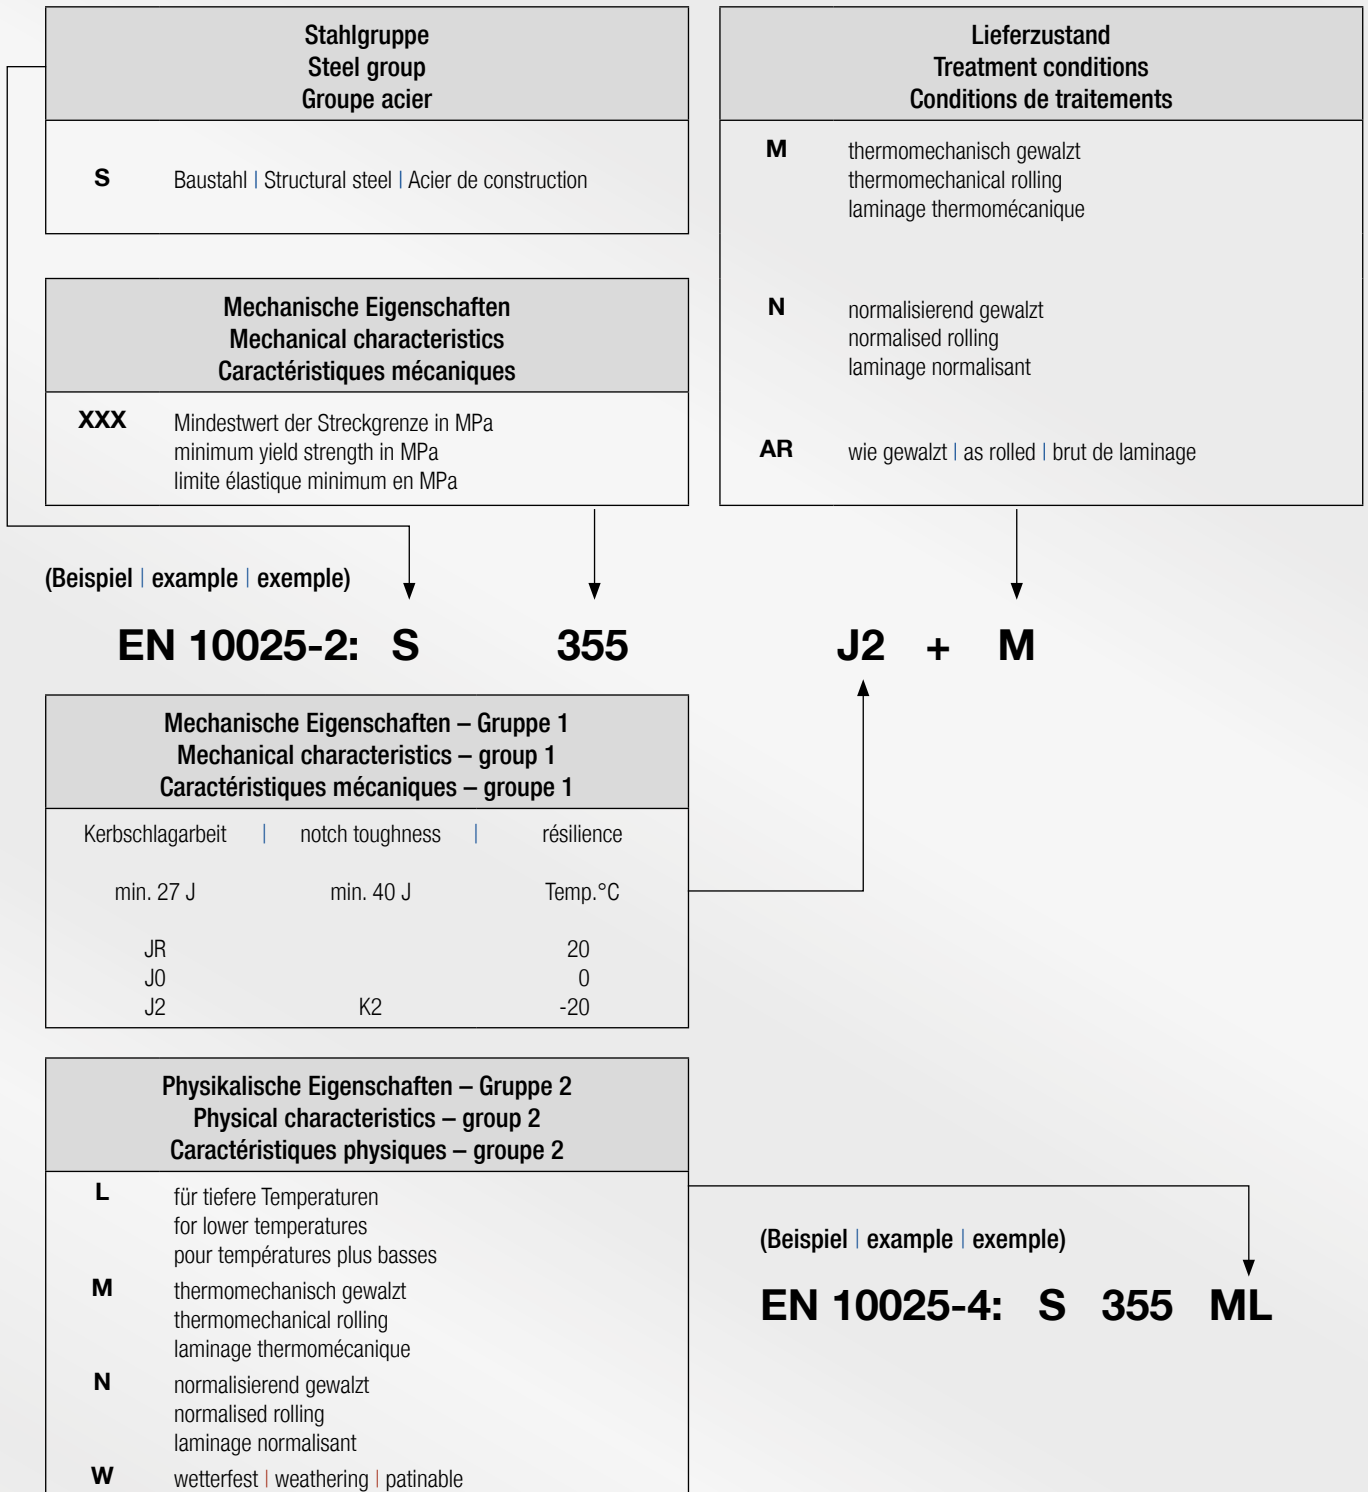 Stahlgruppe
Steel group
Groupe acier
S Baustahl | Structural steel | Acier de construction
Mechanische Eigenschaften
Mechanical characteristics
Caractéristiques mécaniques
XXX Mindestwert der Streckgrenze in MPa
minimum yield strength in MPa
limite élastique minimum en MPa
Lieferzustand
Treatment conditions
Conditions de traitements
M thermomechanisch gewalzt
thermomechanical rolling
laminage thermomécanique
N normalisierend gewalzt
normalised rolling
laminage normalisant
AR wie gewalzt | as rolled | brut de laminage
(Beispiel | example | exemple)
EN 10025-2: S 355 J2 + M
Mechanische Eigenschaften – Gruppe 1
Mechanical characteristics – group 1
Caractéristiques mécaniques – groupe 1
Kerbschlagarbeit | notch toughness | résilience
min. 27 J min. 40 J Temp.°C
JR 20
J0 0
J2 K2 -20
Physikalische Eigenschaften – Gruppe 2
Physical characteristics – group 2
Caractéristiques physiques – groupe 2
L für tiefere Temperaturen
for lower temperatures
pour températures plus basses
M thermomechanisch gewalzt
thermomechanical rolling
laminage thermomécanique
N normalisierend gewalzt
normalised rolling
laminage normalisant
W wetterfest | weathering | patinable
(Beispiel | example | exemple)
EN 10025-4: S 355 ML